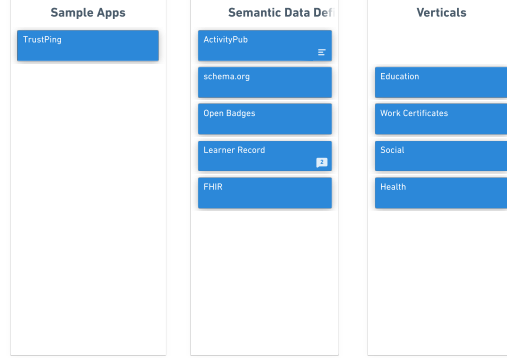 Sample Apps
TrustPing
Semantic Data Def
ActivityPub
schema.org
Open Badges
Learner Record
2
FHIR
Verticals
Education
Work Certificates
Social
Health